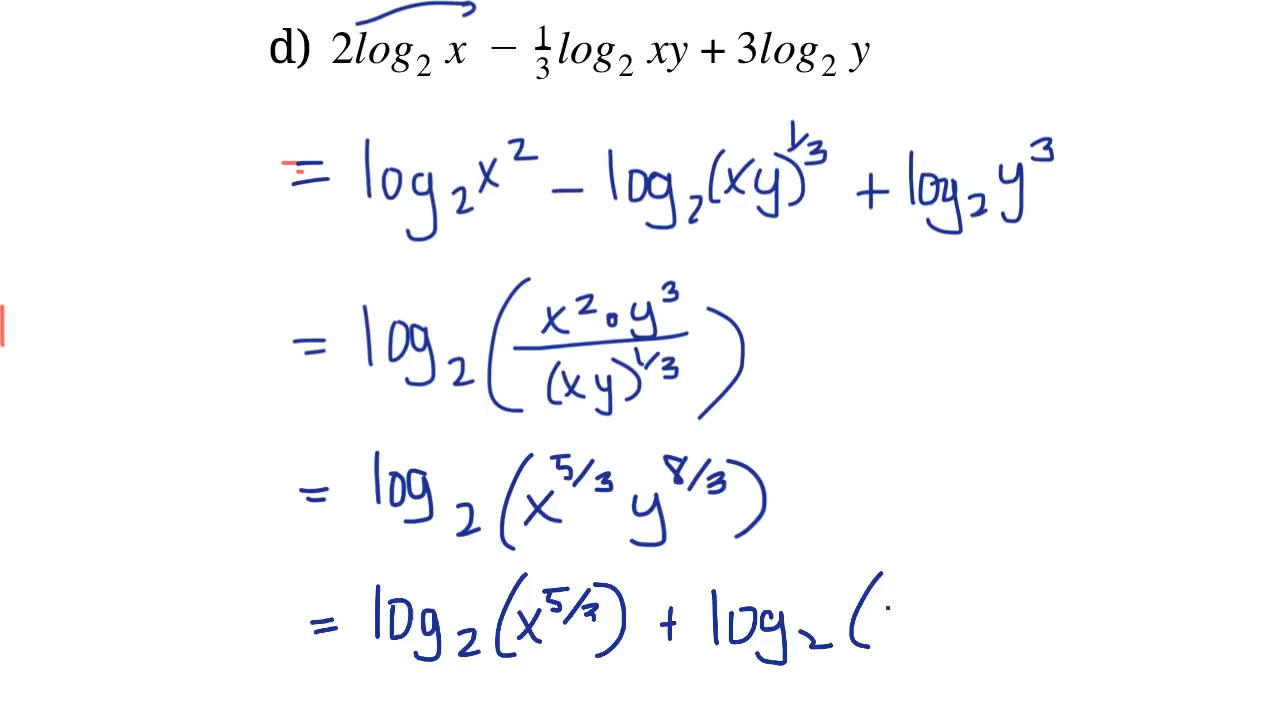 d) 2log₂ x − ⅓log₂ xy + 3log₂ y
= log₂x² − log₂(xy)^1/3 + log₂y³
= log₂(x²•y³/(xy)^1/3)
= log₂(x^5/3 y^8/3)
= log₂(x^5/3) + log₂(